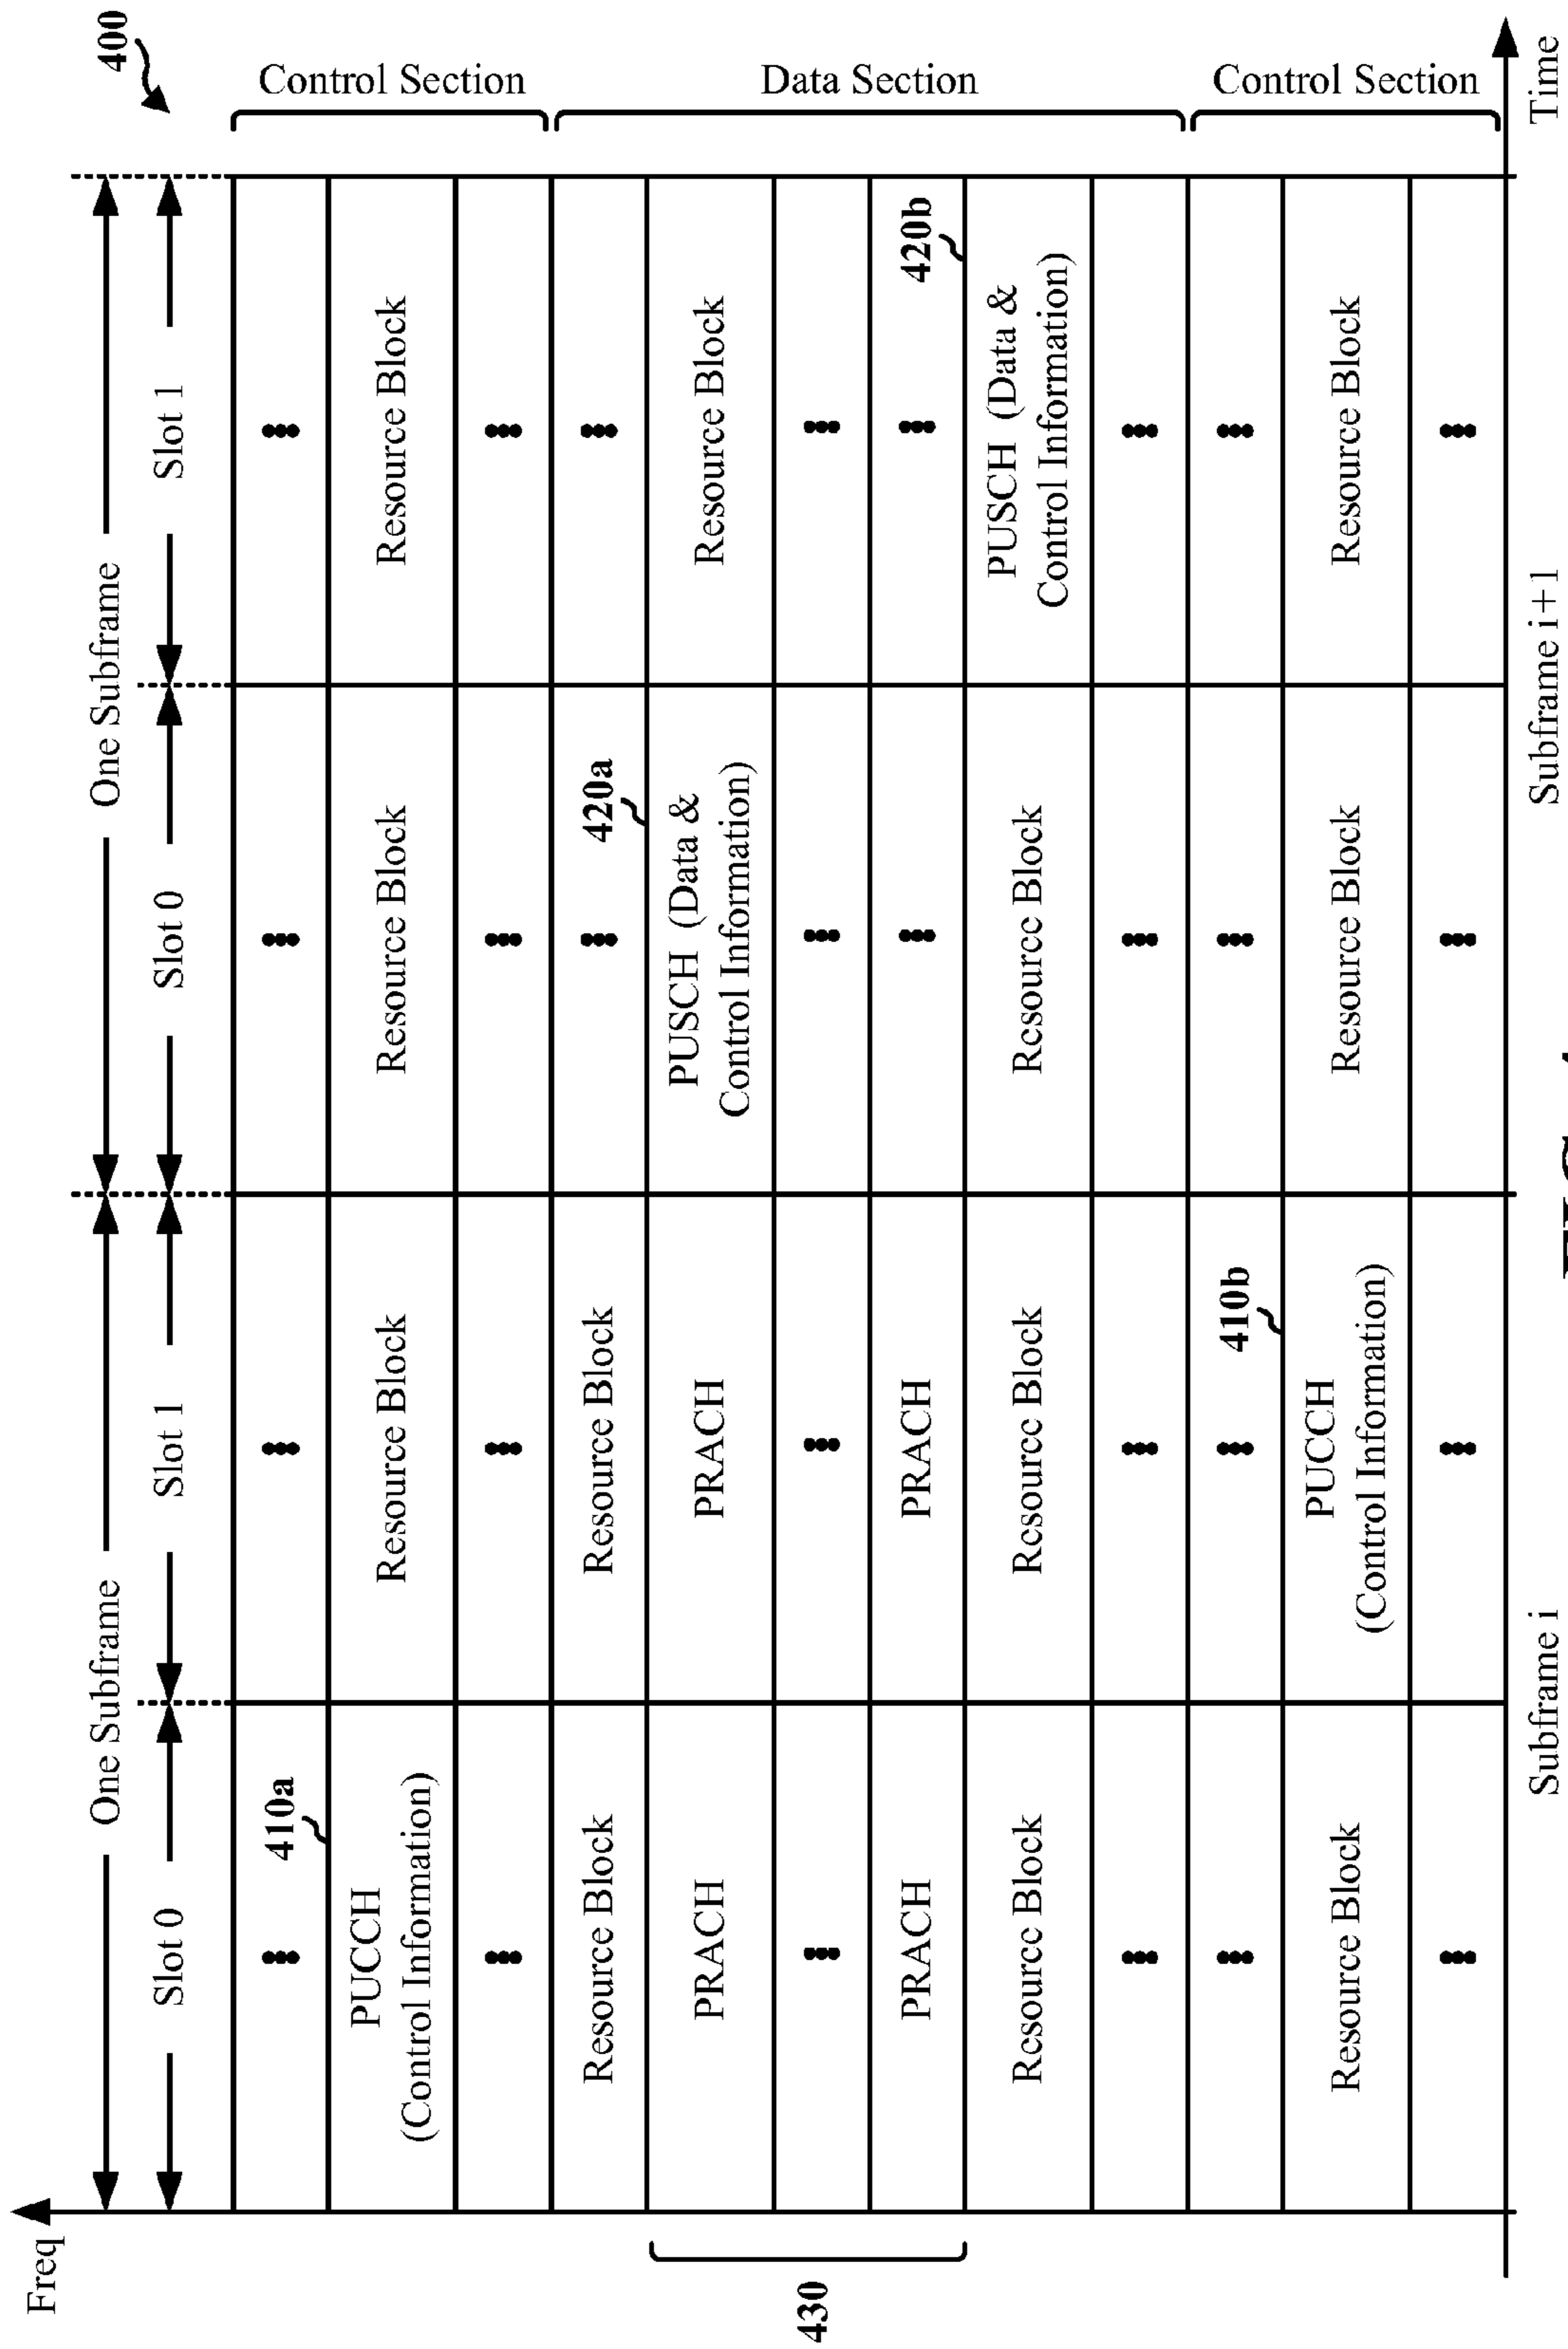 Freq
400
One Subframe
One Subframe
Slot 0
Slot 1
Slot 0
Slot 1
Control Section
410a
PUCCH
(Control Information)
Resource Block
Resource Block
Resource Block
Data Section
Resource Block
Resource Block
420a
430
PRACH
PRACH
PUSCH (Data &
Control Information)
Resource Block
PRACH
PRACH
420b
Resource Block
Resource Block
Resource Block
PUSCH (Data &
Control Information)
Control Section
410b
Resource Block
PUCCH
(Control Information)
Resource Block
Resource Block
Subframe i
Subframe i+1
Time